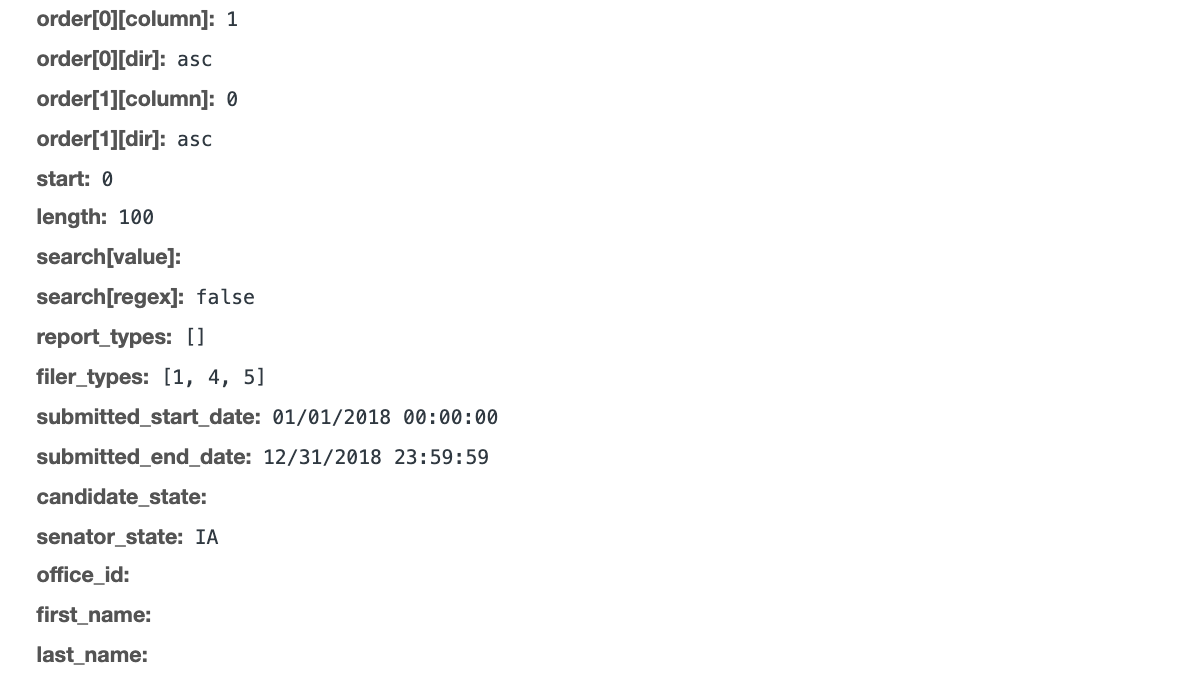 order[0][column]: 1
order[0][dir]: asc
order[1][column]: 0
order[1][dir]: asc
start: 0
length: 100
search[value]:
search[regex]: false
report_types: []
filer_types: [1, 4, 5]
submitted_start_date: 01/01/2018 00:00:00
submitted_end_date: 12/31/2018 23:59:59
candidate_state:
senator_state: IA
office_id:
first_name:
last_name: